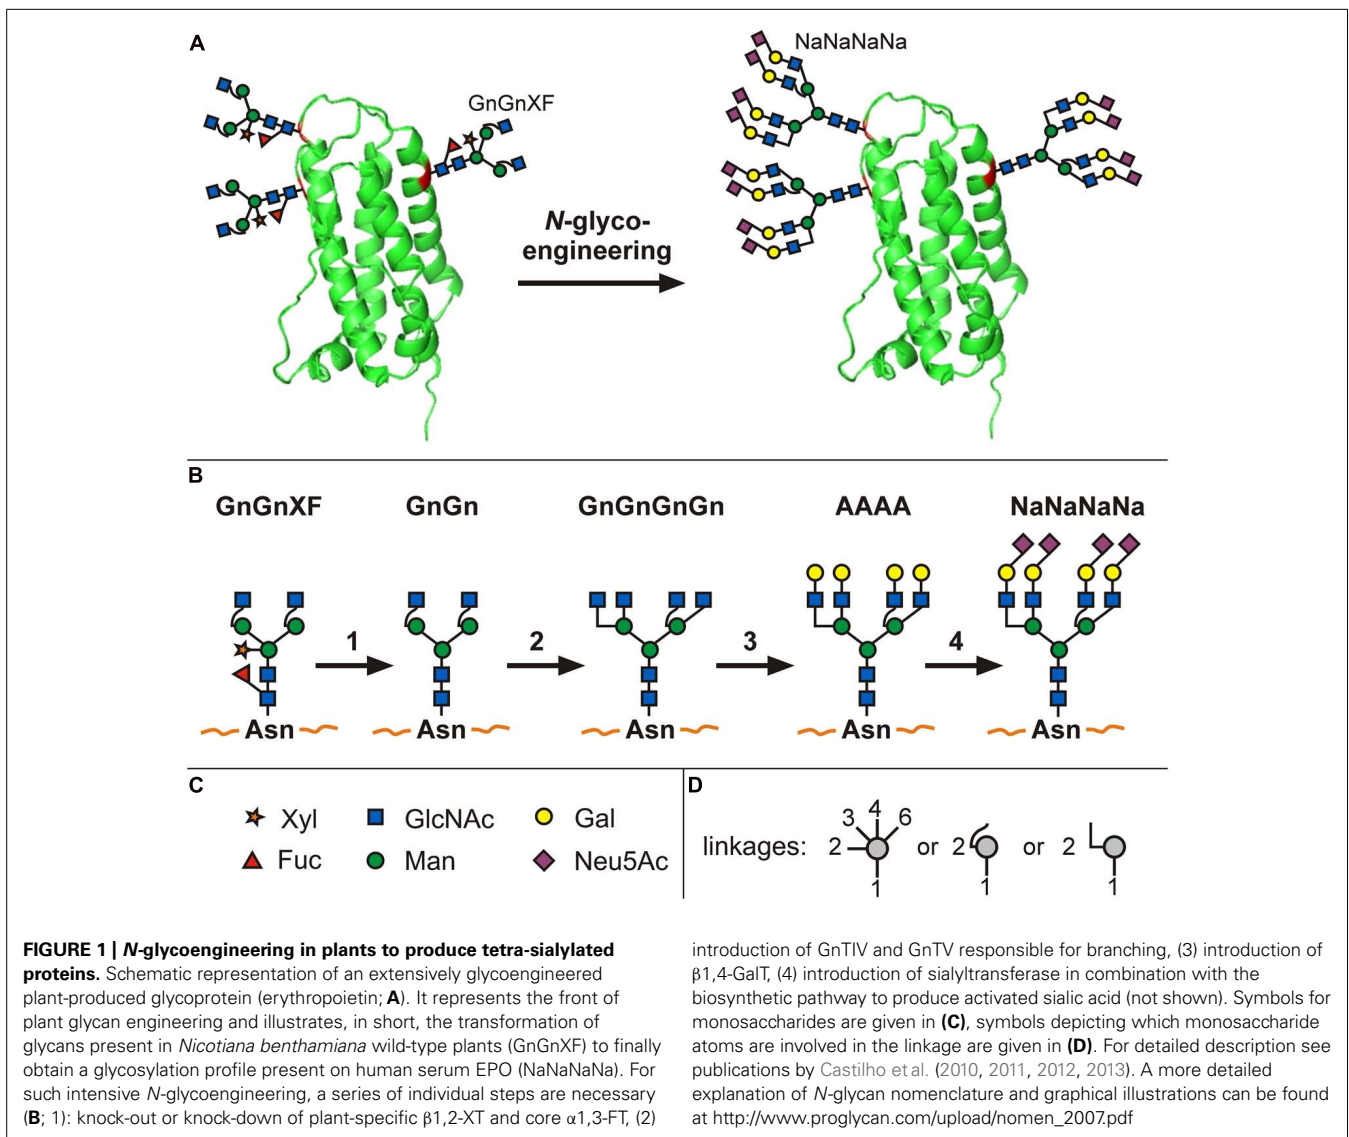 A
GnGnXF
NaNaNaNa
N-glyco-
engineering
B
GnGnXF GnGn GnGnGnGn AAAA NaNaNaNa
1 2 3 4
Asn Asn Asn Asn Asn
C
Xyl GlcNAc Gal
Fuc Man Neu5Ac
D
linkages: 2 3 4 6 1 or 2 1 or 2 1
FIGURE 1 | N-glycoengineering in plants to produce tetra-sialylated
proteins. Schematic representation of an extensively glycoengineered
plant-produced glycoprotein (erythropoietin; A). It represents the front of
plant glycan engineering and illustrates, in short, the transformation of
glycans present in Nicotiana benthamiana wild-type plants (GnGnXF) to finally
obtain a glycosylation profile present on human serum EPO (NaNaNaNa). For
such intensive N-glycoengineering, a series of individual steps are necessary
(B; 1): knock-out or knock-down of plant-specific β1,2-XT and core α1,3-FT, (2)
introduction of GnTIV and GnTV responsible for branching, (3) introduction of
β1,4-GalT, (4) introduction of sialyltransferase in combination with the
biosynthetic pathway to produce activated sialic acid (not shown). Symbols for
monosaccharides are given in (C), symbols depicting which monosaccharide
atoms are involved in the linkage are given in (D). For detailed description see
publications by Castilho et al. (2010, 2011, 2012, 2013). A more detailed
explanation of N-glycan nomenclature and graphical illustrations can be found
at http://www.proglycan.com/upload/nomen_2007.pdf